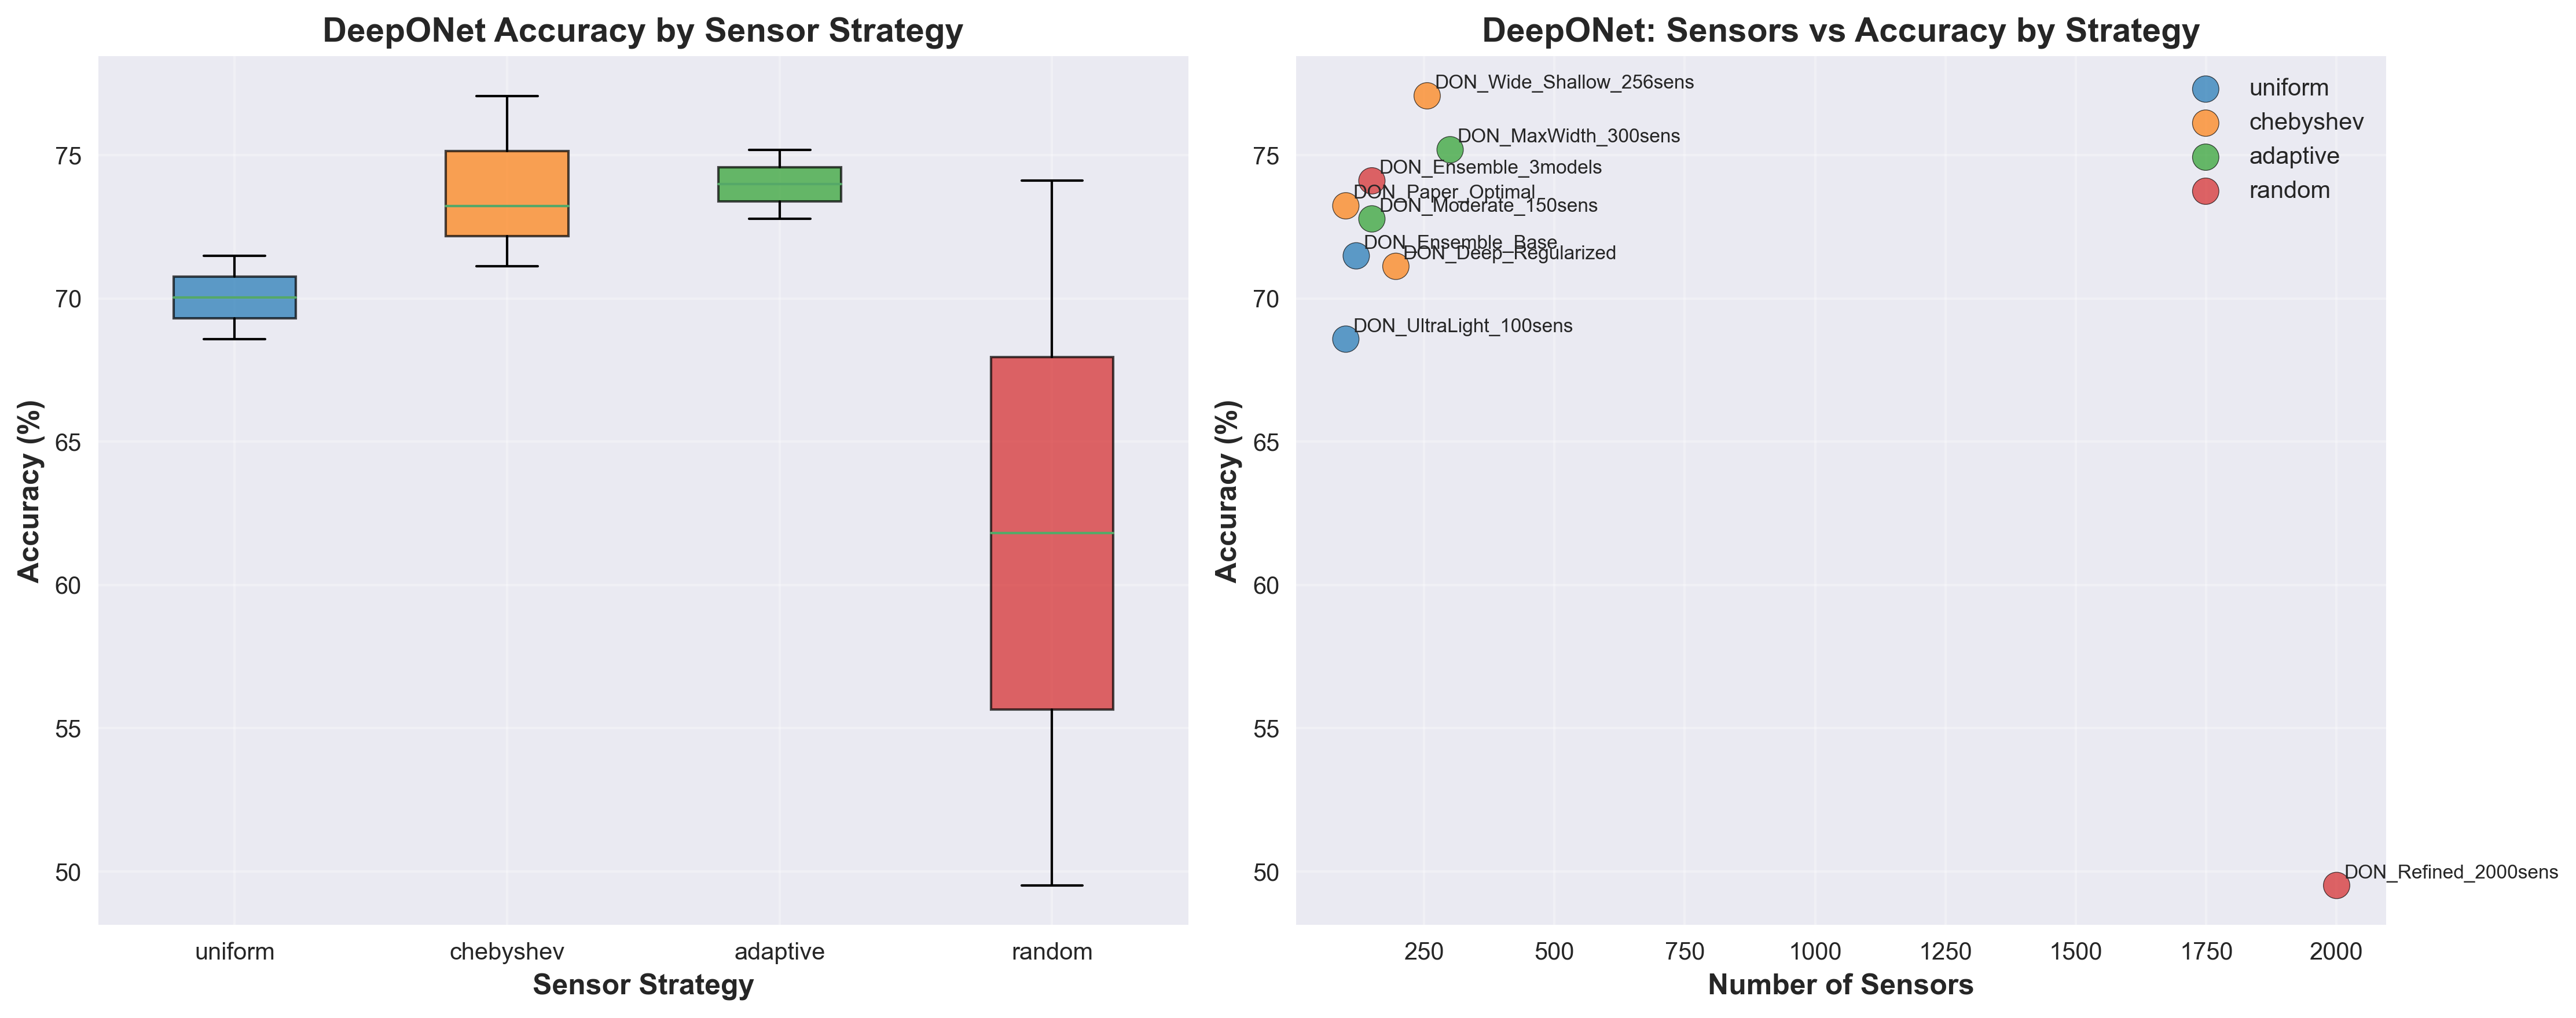 DeepONet Accuracy by Sensor Strategy
Accuracy (%)
75
70
65
60
55
50
uniform
chebyshev
adaptive
random
Sensor Strategy
DeepONet: Sensors vs Accuracy by Strategy
Accuracy (%)
75
70
65
60
55
50
DON_Wide_Shallow_256sens
DON_MaxWidth_300sens
DON_Ensemble_3models
DON_Paper_Optimal
DON_Moderate_150sens
DON_Ensemble_Base
DON_Deep_Regularized
DON_UltraLight_100sens
DON_Refined_2000sens
uniform
chebyshev
adaptive
random
250
500
750
1000
1250
1500
1750
2000
Number of Sensors